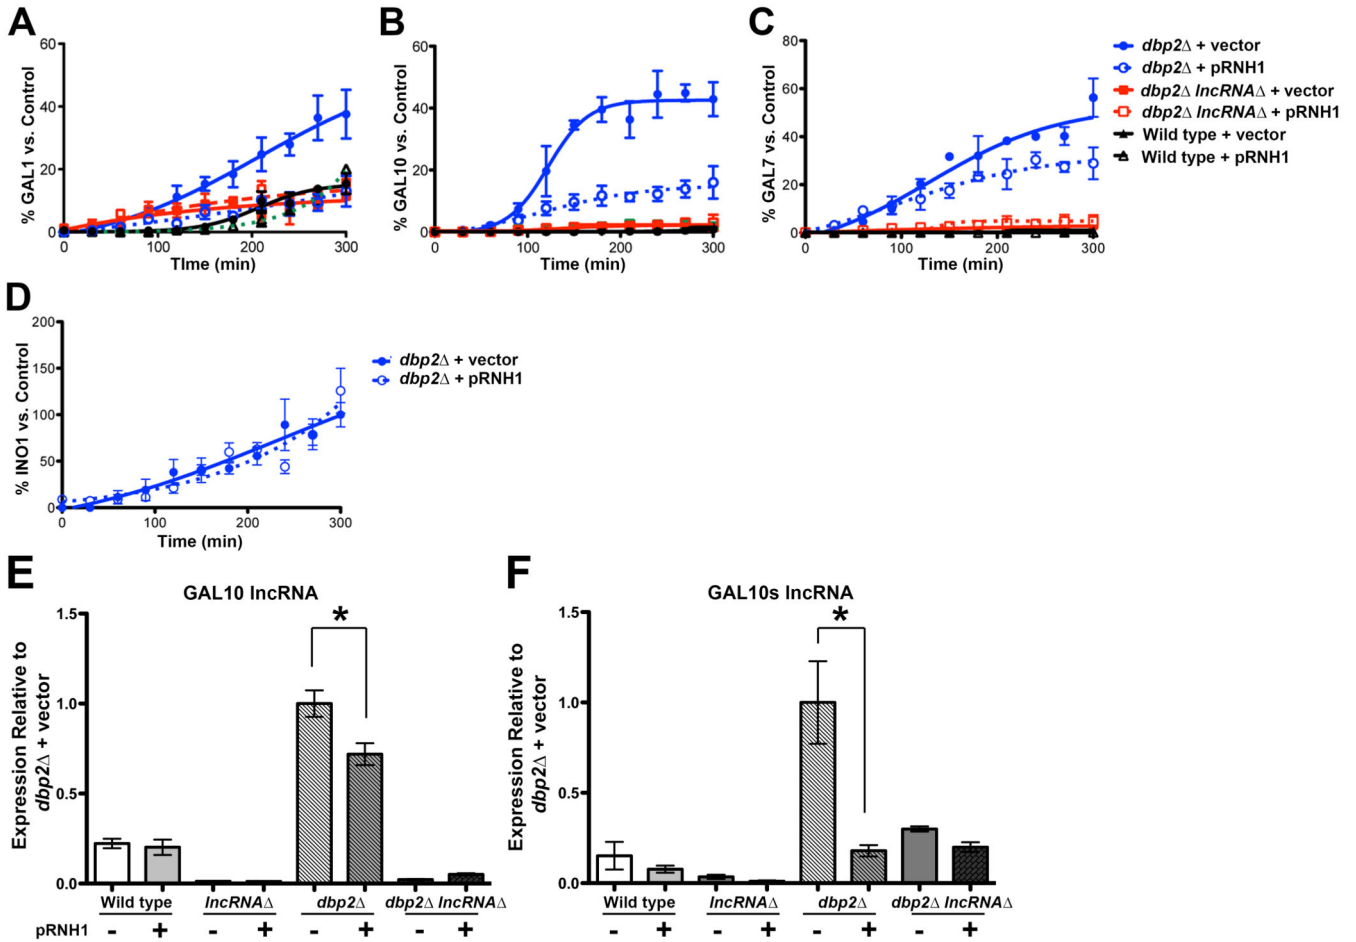 A
% GAL1 vs. Control
60
40
20
0
0
100
200
300
TIme (min)
B
% GAL10 vs. Control
60
40
20
0
0
100
200
300
Time (min)
C
% GAL7 vs. Control
80
60
40
20
0
0
100
200
300
Time (min)
dbp2Δ + vector
dbp2Δ + pRNH1
dbp2Δ lncRNAΔ + vector
dbp2Δ lncRNAΔ + pRNH1
Wild type + vector
Wild type + pRNH1
D
% INO1 vs. Control
200
150
100
50
0
0
100
200
300
Time (min)
dbp2Δ + vector
dbp2Δ + pRNH1
E
GAL10 lncRNA
Expression Relative to
dbp2Δ + vector
1.5
1.0
0.5
0.0
*
Wild type lncRNAΔ dbp2Δ dbp2Δ lncRNAΔ
pRNH1 - + - + - + - +
F
GAL10s lncRNA
Expression Relative to
dbp2Δ + vector
1.5
1.0
0.5
0.0
*
Wild type lncRNAΔ dbp2Δ dbp2Δ lncRNAΔ
- + - + - + - +